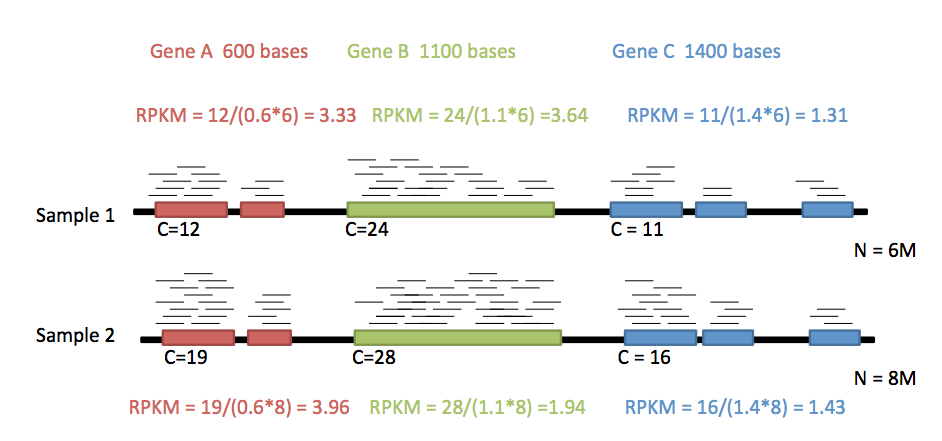 Gene A  600 bases
Gene B  1100 bases
Gene C  1400 bases
RPKM = 12/(0.6*6) = 3.33
RPKM = 24/(1.1*6) =3.64
RPKM = 11/(1.4*6) = 1.31
Sample 1
C=12
C=24
C = 11
N = 6M
Sample 2
C=19
C=28
C = 16
N = 8M
RPKM = 19/(0.6*8) = 3.96
RPKM = 28/(1.1*8) =1.94
RPKM = 16/(1.4*8) = 1.43